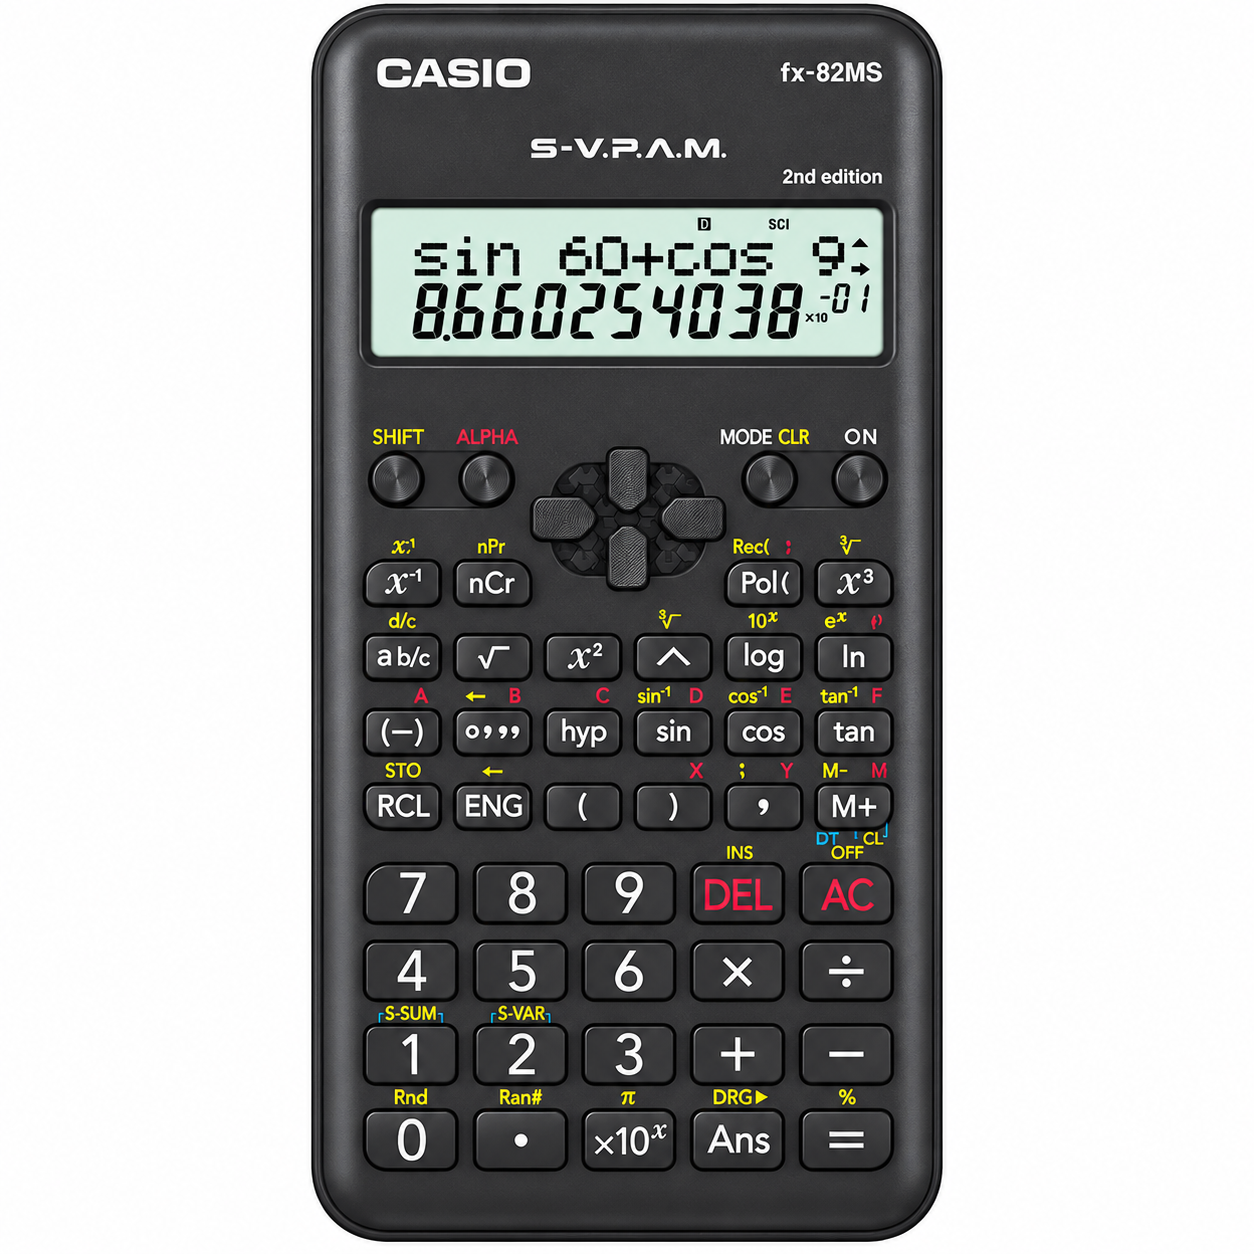 CASIO fx-82MS
S-V.P.A.M.
2nd edition
D SCI
sin 60+cos 9
8.660254038×10-01
SHIFT ALPHA MODE CLR ON
x!1 nPr Rec( ; ³√
x-1 nCr Pol( x³
d/c ³√ 10x ex
a b/c √ x² ^ log ln
A ← B C sin-1 D cos-1 E tan-1 F
(−) o,,, hyp sin cos tan
STO ← X ; Y M- M
RCL ENG ( ) , M+
DT CL
INS OFF
7 8 9 DEL AC
4 5 6 × ÷
S-SUM S-VAR
1 2 3 + −
Rnd Ran# π DRG▶ %
0 . ×10x Ans =